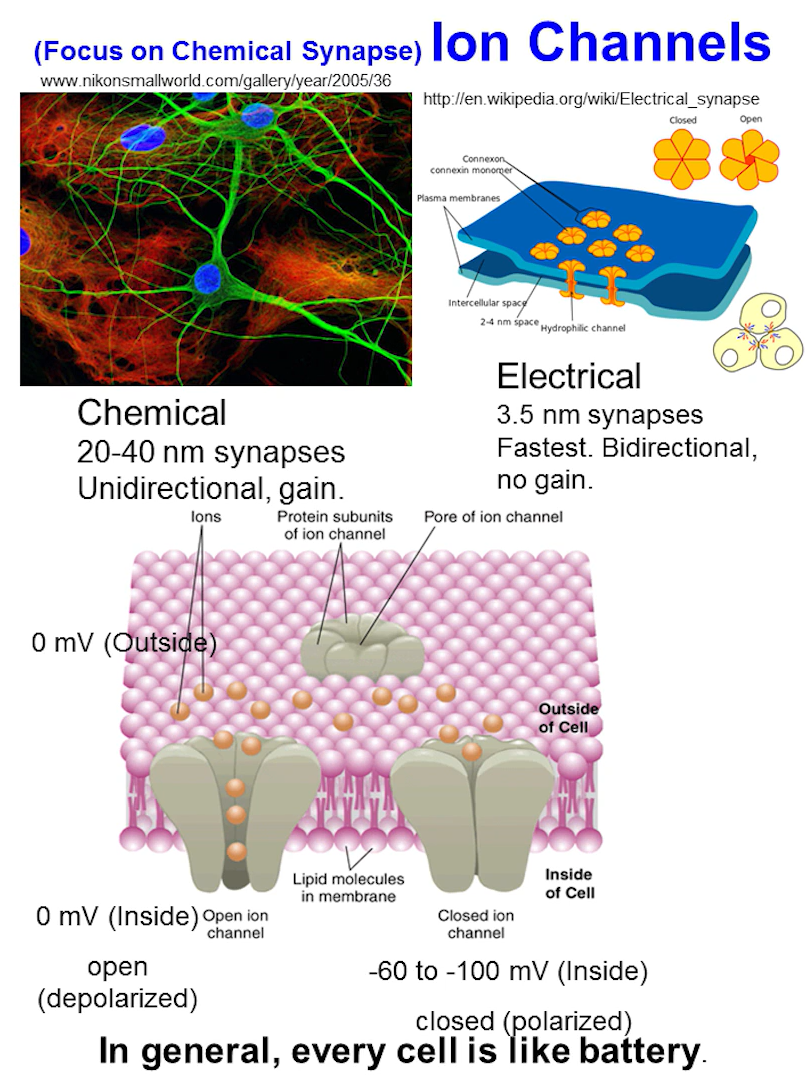 (Focus on Chemical Synapse) Ion Channels
www.nikonsmallworld.com/gallery/year/2005/36
http://en.wikipedia.org/wiki/Electrical_synapse
Closed
Open
Connexon
connexin monomer
Plasma membranes
Intercellular space
2-4 nm space
Hydrophilic channel
Chemical
20-40 nm synapses
Unidirectional, gain.
Electrical
3.5 nm synapses
Fastest. Bidirectional,
no gain.
Ions
Protein subunits
of ion channel
Pore of ion channel
0 mV (Outside)
Outside
of Cell
Lipid molecules
in membrane
Inside
of Cell
0 mV (Inside)
Open ion
channel
Closed ion
channel
open
(depolarized)
-60 to -100 mV (Inside)
closed (polarized)
In general, every cell is like battery.